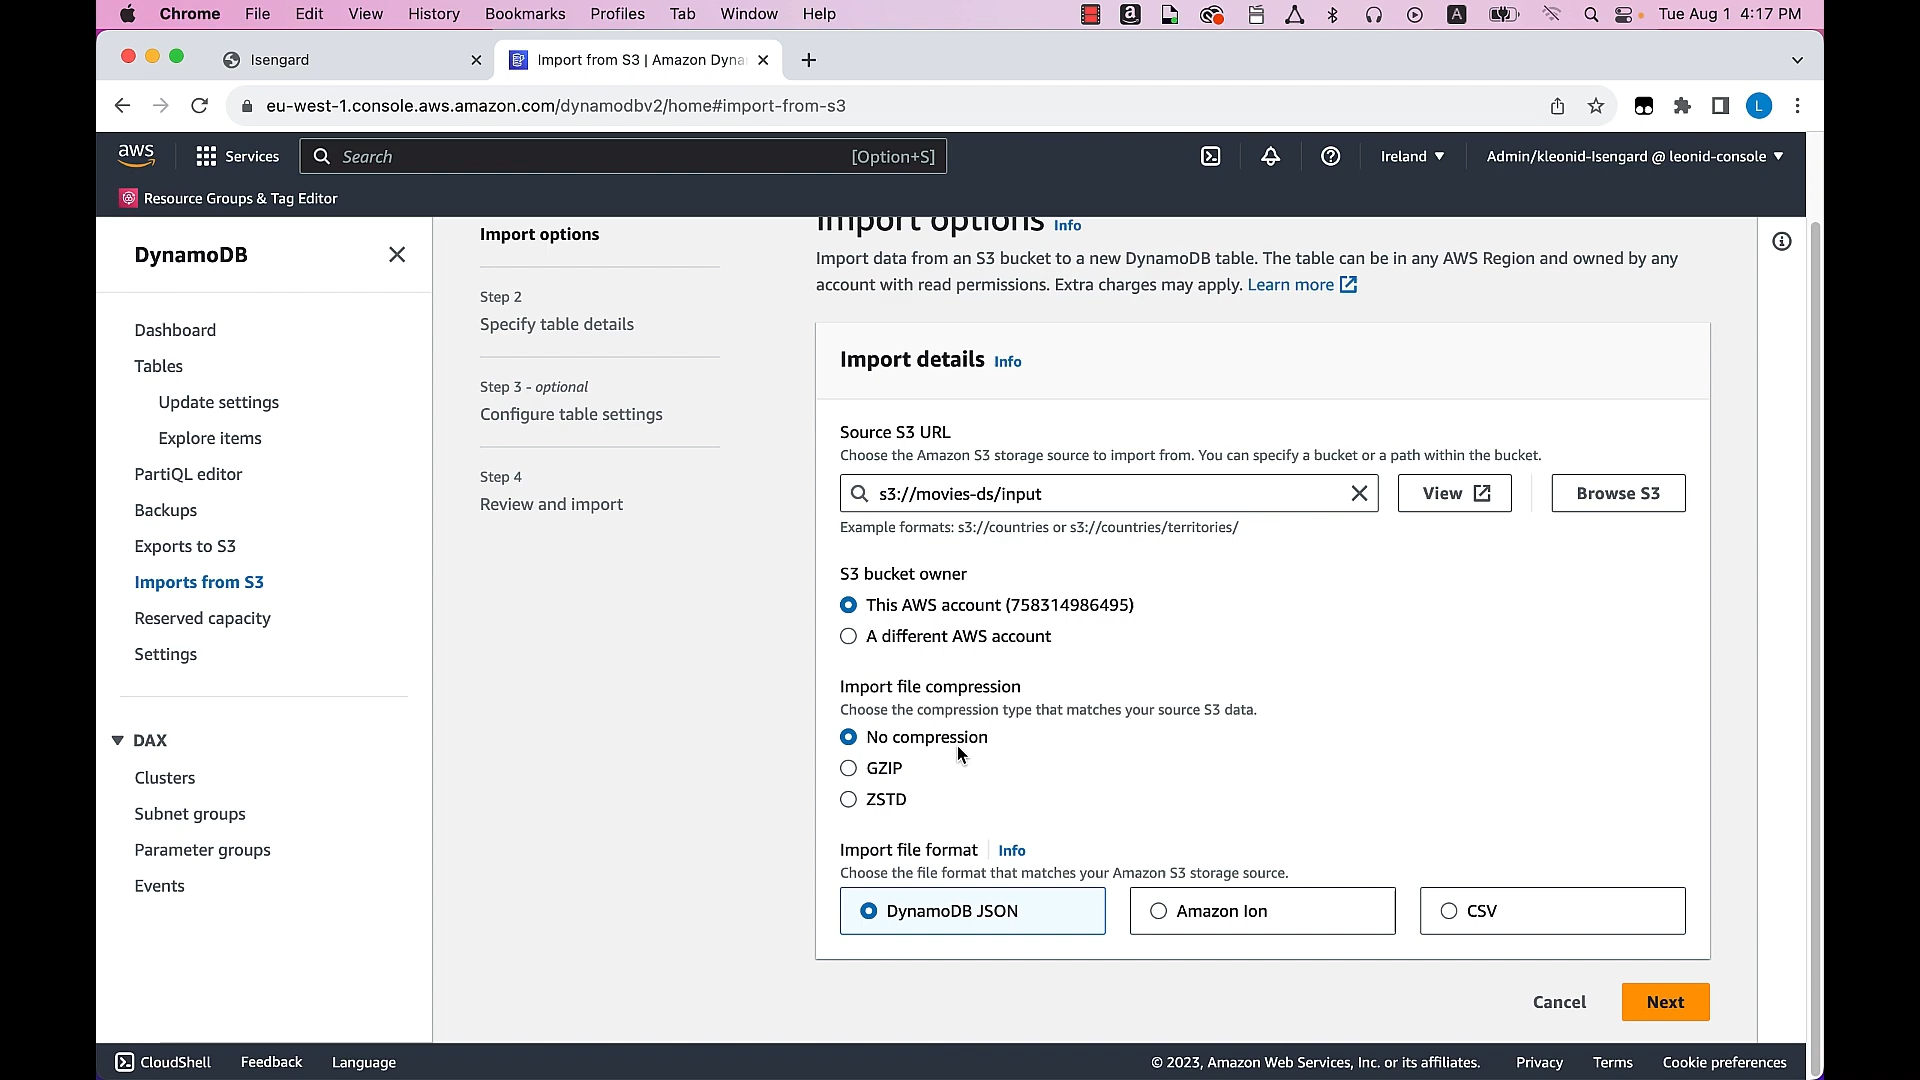 Chrome File Edit View History Bookmarks Profiles Tab Window Help
a A Tue Aug 1 4:17 PM
Isengard
Import from S3 | Amazon Dyna
eu-west-1.console.aws.amazon.com/dynamodbv2/home#import-from-s3
L
aws Services Search [Option+S] Ireland Admin/kleonid-Isengard @ leonid-console
Resource Groups & Tag Editor
DynamoDB
Dashboard
Tables
Update settings
Explore items
PartiQL editor
Backups
Exports to S3
Imports from S3
Reserved capacity
Settings
DAX
Clusters
Subnet groups
Parameter groups
Events
Import options
Step 2
Specify table details
Step 3 - optional
Configure table settings
Step 4
Review and import
Import options Info
Import data from an S3 bucket to a new DynamoDB table. The table can be in any AWS Region and owned by any
account with read permissions. Extra charges may apply. Learn more
Import details Info
Source S3 URL
Choose the Amazon S3 storage source to import from. You can specify a bucket or a path within the bucket.
s3://movies-ds/input View Browse S3
Example formats: s3://countries or s3://countries/territories/
S3 bucket owner
This AWS account (758314986495)
A different AWS account
Import file compression
Choose the compression type that matches your source S3 data.
No compression
GZIP
ZSTD
Import file format Info
Choose the file format that matches your Amazon S3 storage source.
DynamoDB JSON Amazon Ion CSV
Cancel Next
CloudShell Feedback Language © 2023, Amazon Web Services, Inc. or its affiliates. Privacy Terms Cookie preferences